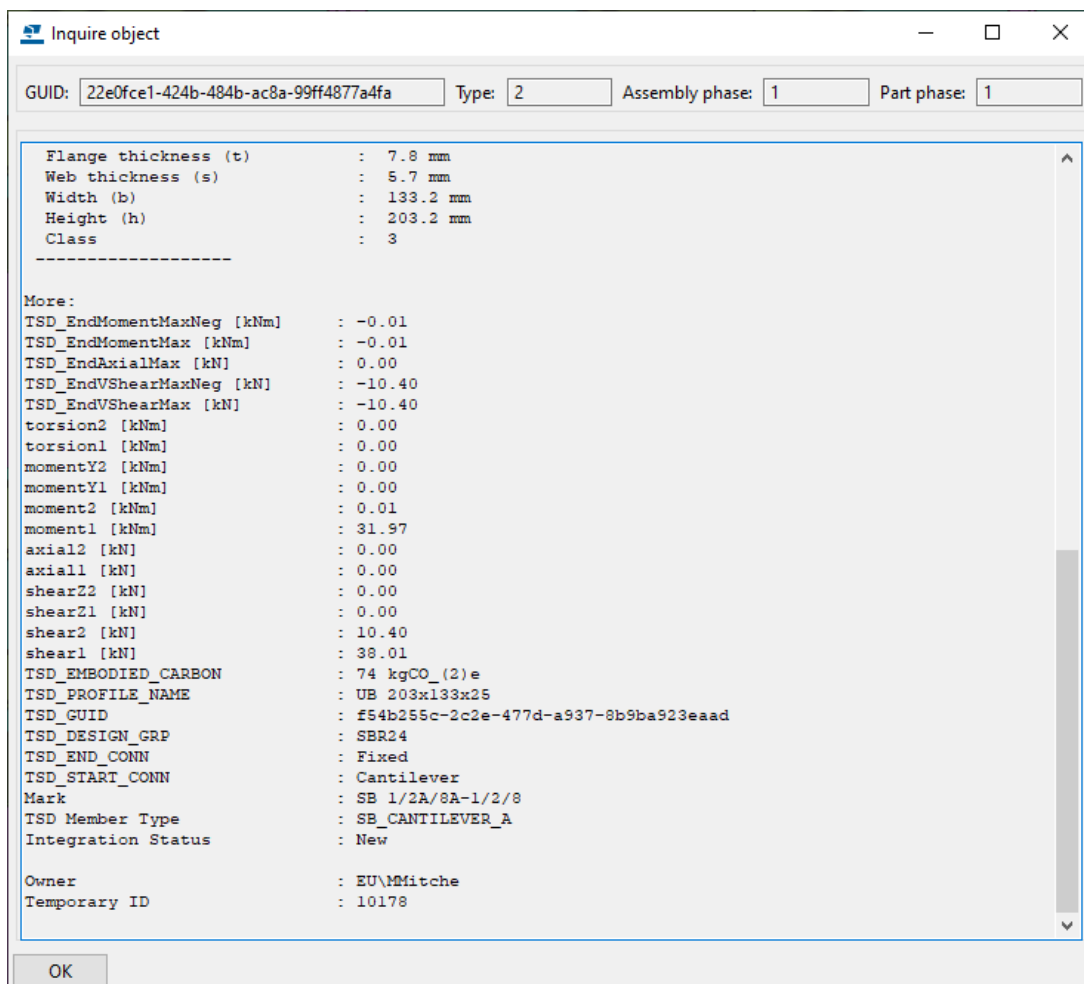 Inquire object
GUID: 22e0fce1-424b-484b-ac8a-99ff4877a4fa Type: 2 Assembly phase: 1 Part phase: 1
Flange thickness (t) : 7.8 mm
Web thickness (s) : 5.7 mm
Width (b) : 133.2 mm
Height (h) : 203.2 mm
Class : 3
-------------------
More:
TSD_EndMomentMaxNeg [kNm] : -0.01
TSD_EndMomentMax [kNm] : -0.01
TSD_EndAxialMax [kN] : 0.00
TSD_EndVShearMaxNeg [kN] : -10.40
TSD_EndVShearMax [kN] : -10.40
torsion2 [kNm] : 0.00
torsion1 [kNm] : 0.00
momentY2 [kNm] : 0.00
momentY1 [kNm] : 0.00
moment2 [kNm] : 0.01
moment1 [kNm] : 31.97
axial2 [kN] : 0.00
axial1 [kN] : 0.00
shearZ2 [kN] : 0.00
shearZ1 [kN] : 0.00
shear2 [kN] : 10.40
shear1 [kN] : 38.01
TSD_EMBODIED_CARBON : 74 kgCO_(2)e
TSD_PROFILE_NAME : UB 203x133x25
TSD_GUID : f54b255c-2c2e-477d-a937-8b9ba923eaad
TSD_DESIGN_GRP : SBR24
TSD_END_CONN : Fixed
TSD_START_CONN : Cantilever
Mark : SB 1/2A/8A-1/2/8
TSD Member Type : SB_CANTILEVER_A
Integration Status : New
Owner : EU\MMitche
Temporary ID : 10178
OK